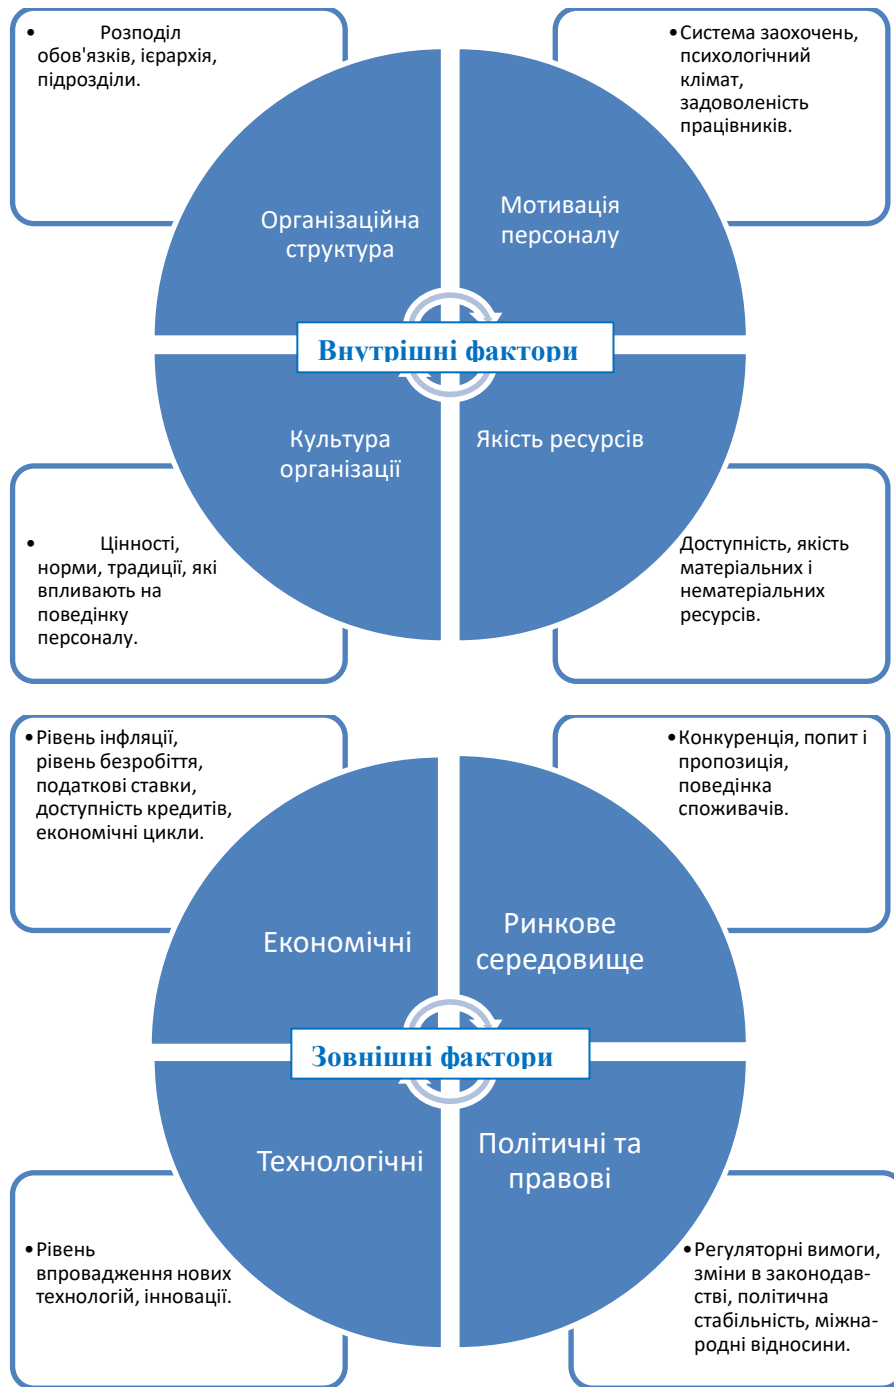 • Розподіл
обов'язків, ієрархія,
підрозділи.
•Система заохочень,
психологічний
клімат,
задоволеність
працівників.
Організаційна
структура
Мотивація
персоналу
Внутрішні фактори
Культура
організації
Якість ресурсів
• Цінності,
норми, традиції, які
впливають на
поведінку
персоналу.
Доступність, якість
матеріальних і
нематеріальних
ресурсів.
•Рівень інфляції,
рівень безробіття,
податкові ставки,
доступність кредитів,
економічні цикли.
•Конкуренція, попит і
пропозиція,
поведінка
споживачів.
Економічні
Ринкове
середовище
Зовнішні фактори
Технологічні
Політичні та
правові
•Рівень
впровадження нових
технологій, інновації.
•Регуляторні вимоги,
зміни в законодав-
стві, політична
стабільність, міжна-
родні відносини.